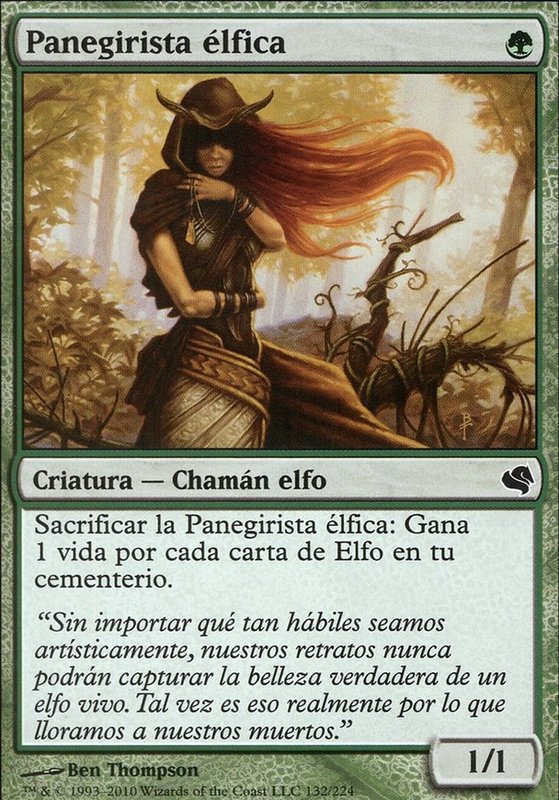 Panegirista élfica
Criatura — Chamán elfo
Sacrificar la Panegirista élfica: Gana
1 vida por cada carta de Elfo en tu
cementerio.
“Sin importar qué tan hábiles seamos
artísticamente, nuestros retratos nunca
podrán capturar la belleza verdadera de un
elfo vivo. Tal vez es eso realmente por lo que
lloramos a nuestros muertos.”
1/1
Ben Thompson
™ & © 1993–2010 Wizards of the Coast LLC 132/224